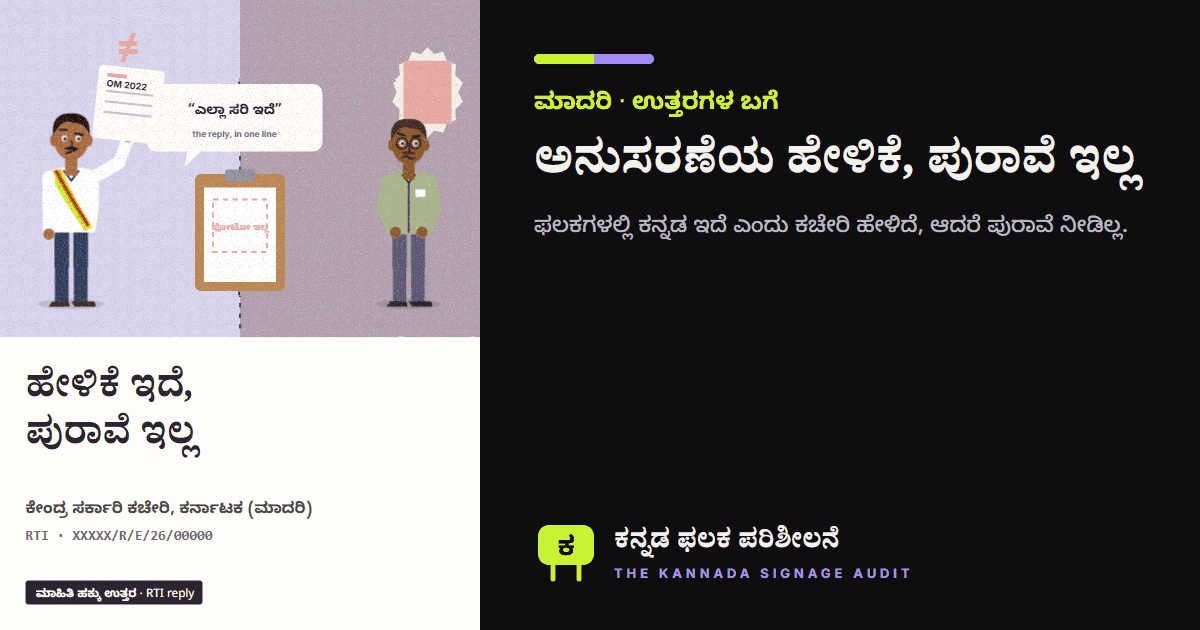 ≠
OM 2022
“ಎಲ್ಲಾ ಸರಿ ಇದೆ”
the reply, in one line
ಫೋಟೋ ಇಲ್ಲ
ಹೇಳಿಕೆ ಇದೆ,
ಪುರಾವೆ ಇಲ್ಲ
ಕೇಂದ್ರ ಸರ್ಕಾರಿ ಕಚೇರಿ, ಕರ್ನಾಟಕ (ಮಾದರಿ)
RTI · XXXXX/R/E/26/00000
ಮಾಹಿತಿ ಹಕ್ಕು ಉತ್ತರ · RTI reply
ಮಾದರಿ · ಉತ್ತರಗಳ ಬಗೆ
ಅನುಸರಣೆಯ ಹೇಳಿಕೆ, ಪುರಾವೆ ಇಲ್ಲ
ಫಲಕಗಳಲ್ಲಿ ಕನ್ನಡ ಇದೆ ಎಂದು ಕಚೇರಿ ಹೇಳಿದೆ, ಆದರೆ ಪುರಾವೆ ನೀಡಿಲ್ಲ.
ಕ
ಕನ್ನಡ ಫಲಕ ಪರಿಶೀಲನೆ
THE KANNADA SIGNAGE AUDIT